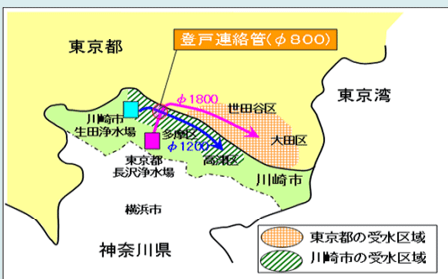 登戸連絡管(φ800)
東京都
φ1800
世田谷区
東京湾
川崎市
生田浄水場
多摩区
大田区
φ1200
高津区
東京都
長沢浄水場
川崎市
横浜市
神奈川県
東京都の受水区域
川崎市の受水区域